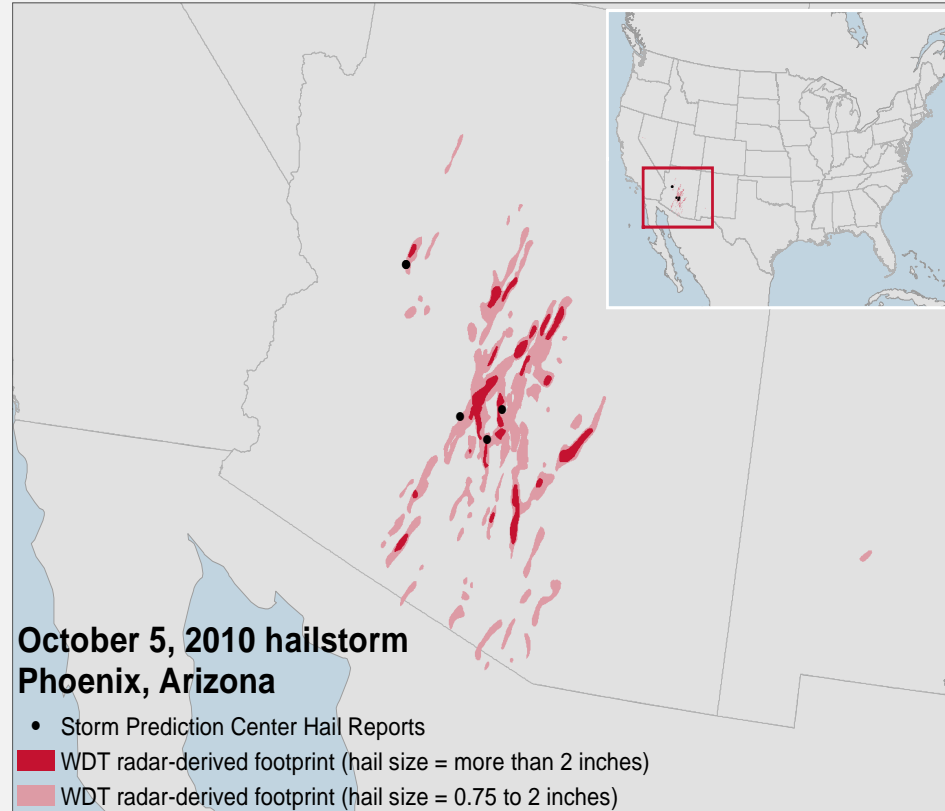 October 5, 2010 hailstorm
Phoenix, Arizona
• Storm Prediction Center Hail Reports
WDT radar-derived footprint (hail size = more than 2 inches)
WDT radar-derived footprint (hail size = 0.75 to 2 inches)